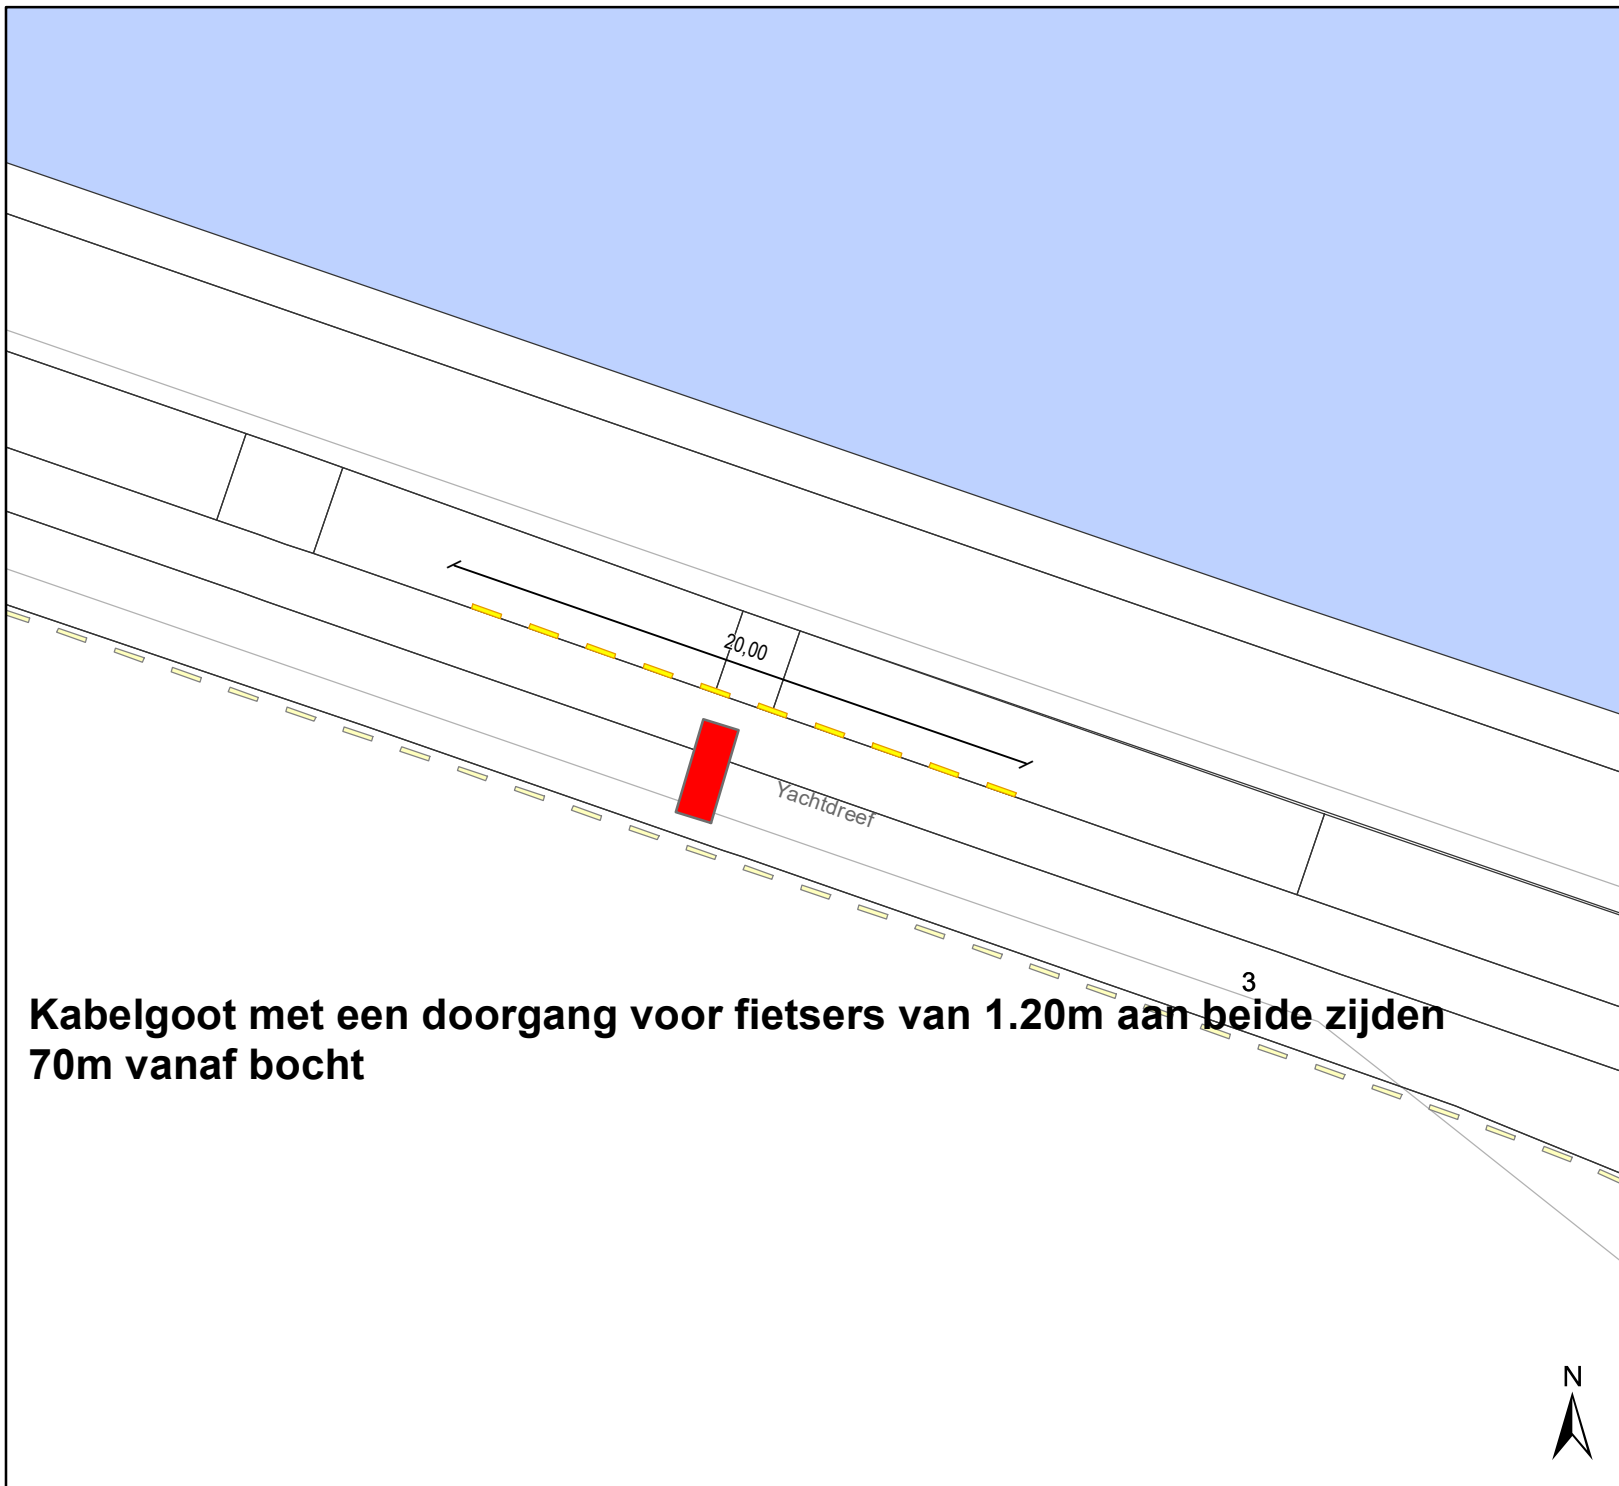 20,00
Yachtdreef
3
Kabelgoot met een doorgang voor fietsers van 1.20m aan beide zijden
70m vanaf bocht
N